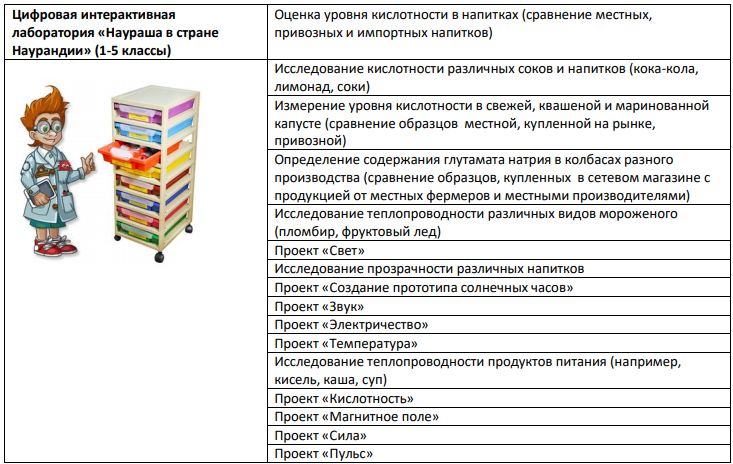 Цифровая интерактивная
лаборатория «Наураша в стране
Наурандии» (1-5 классы)
Оценка уровня кислотности в напитках (сравнение местных,
привозных и импортных напитков)
Исследование кислотности различных соков и напитков (кока-кола,
лимонад, соки)
Измерение уровня кислотности в свежей, квашеной и маринованной
капусте (сравнение образцов местной, купленной на рынке,
привозной)
Определение содержания глутамата натрия в колбасах разного
производства (сравнение образцов, купленных в сетевом магазине с
продукцией от местных фермеров и местными производителями)
Исследование теплопроводности различных видов мороженого
(пломбир, фруктовый лед)
Проект «Свет»
Исследование прозрачности различных напитков
Проект «Создание прототипа солнечных часов»
Проект «Звук»
Проект «Электричество»
Проект «Температура»
Исследование теплопроводности продуктов питания (например,
кисель, каша, суп)
Проект «Кислотность»
Проект «Магнитное поле»
Проект «Сила»
Проект «Пульс»